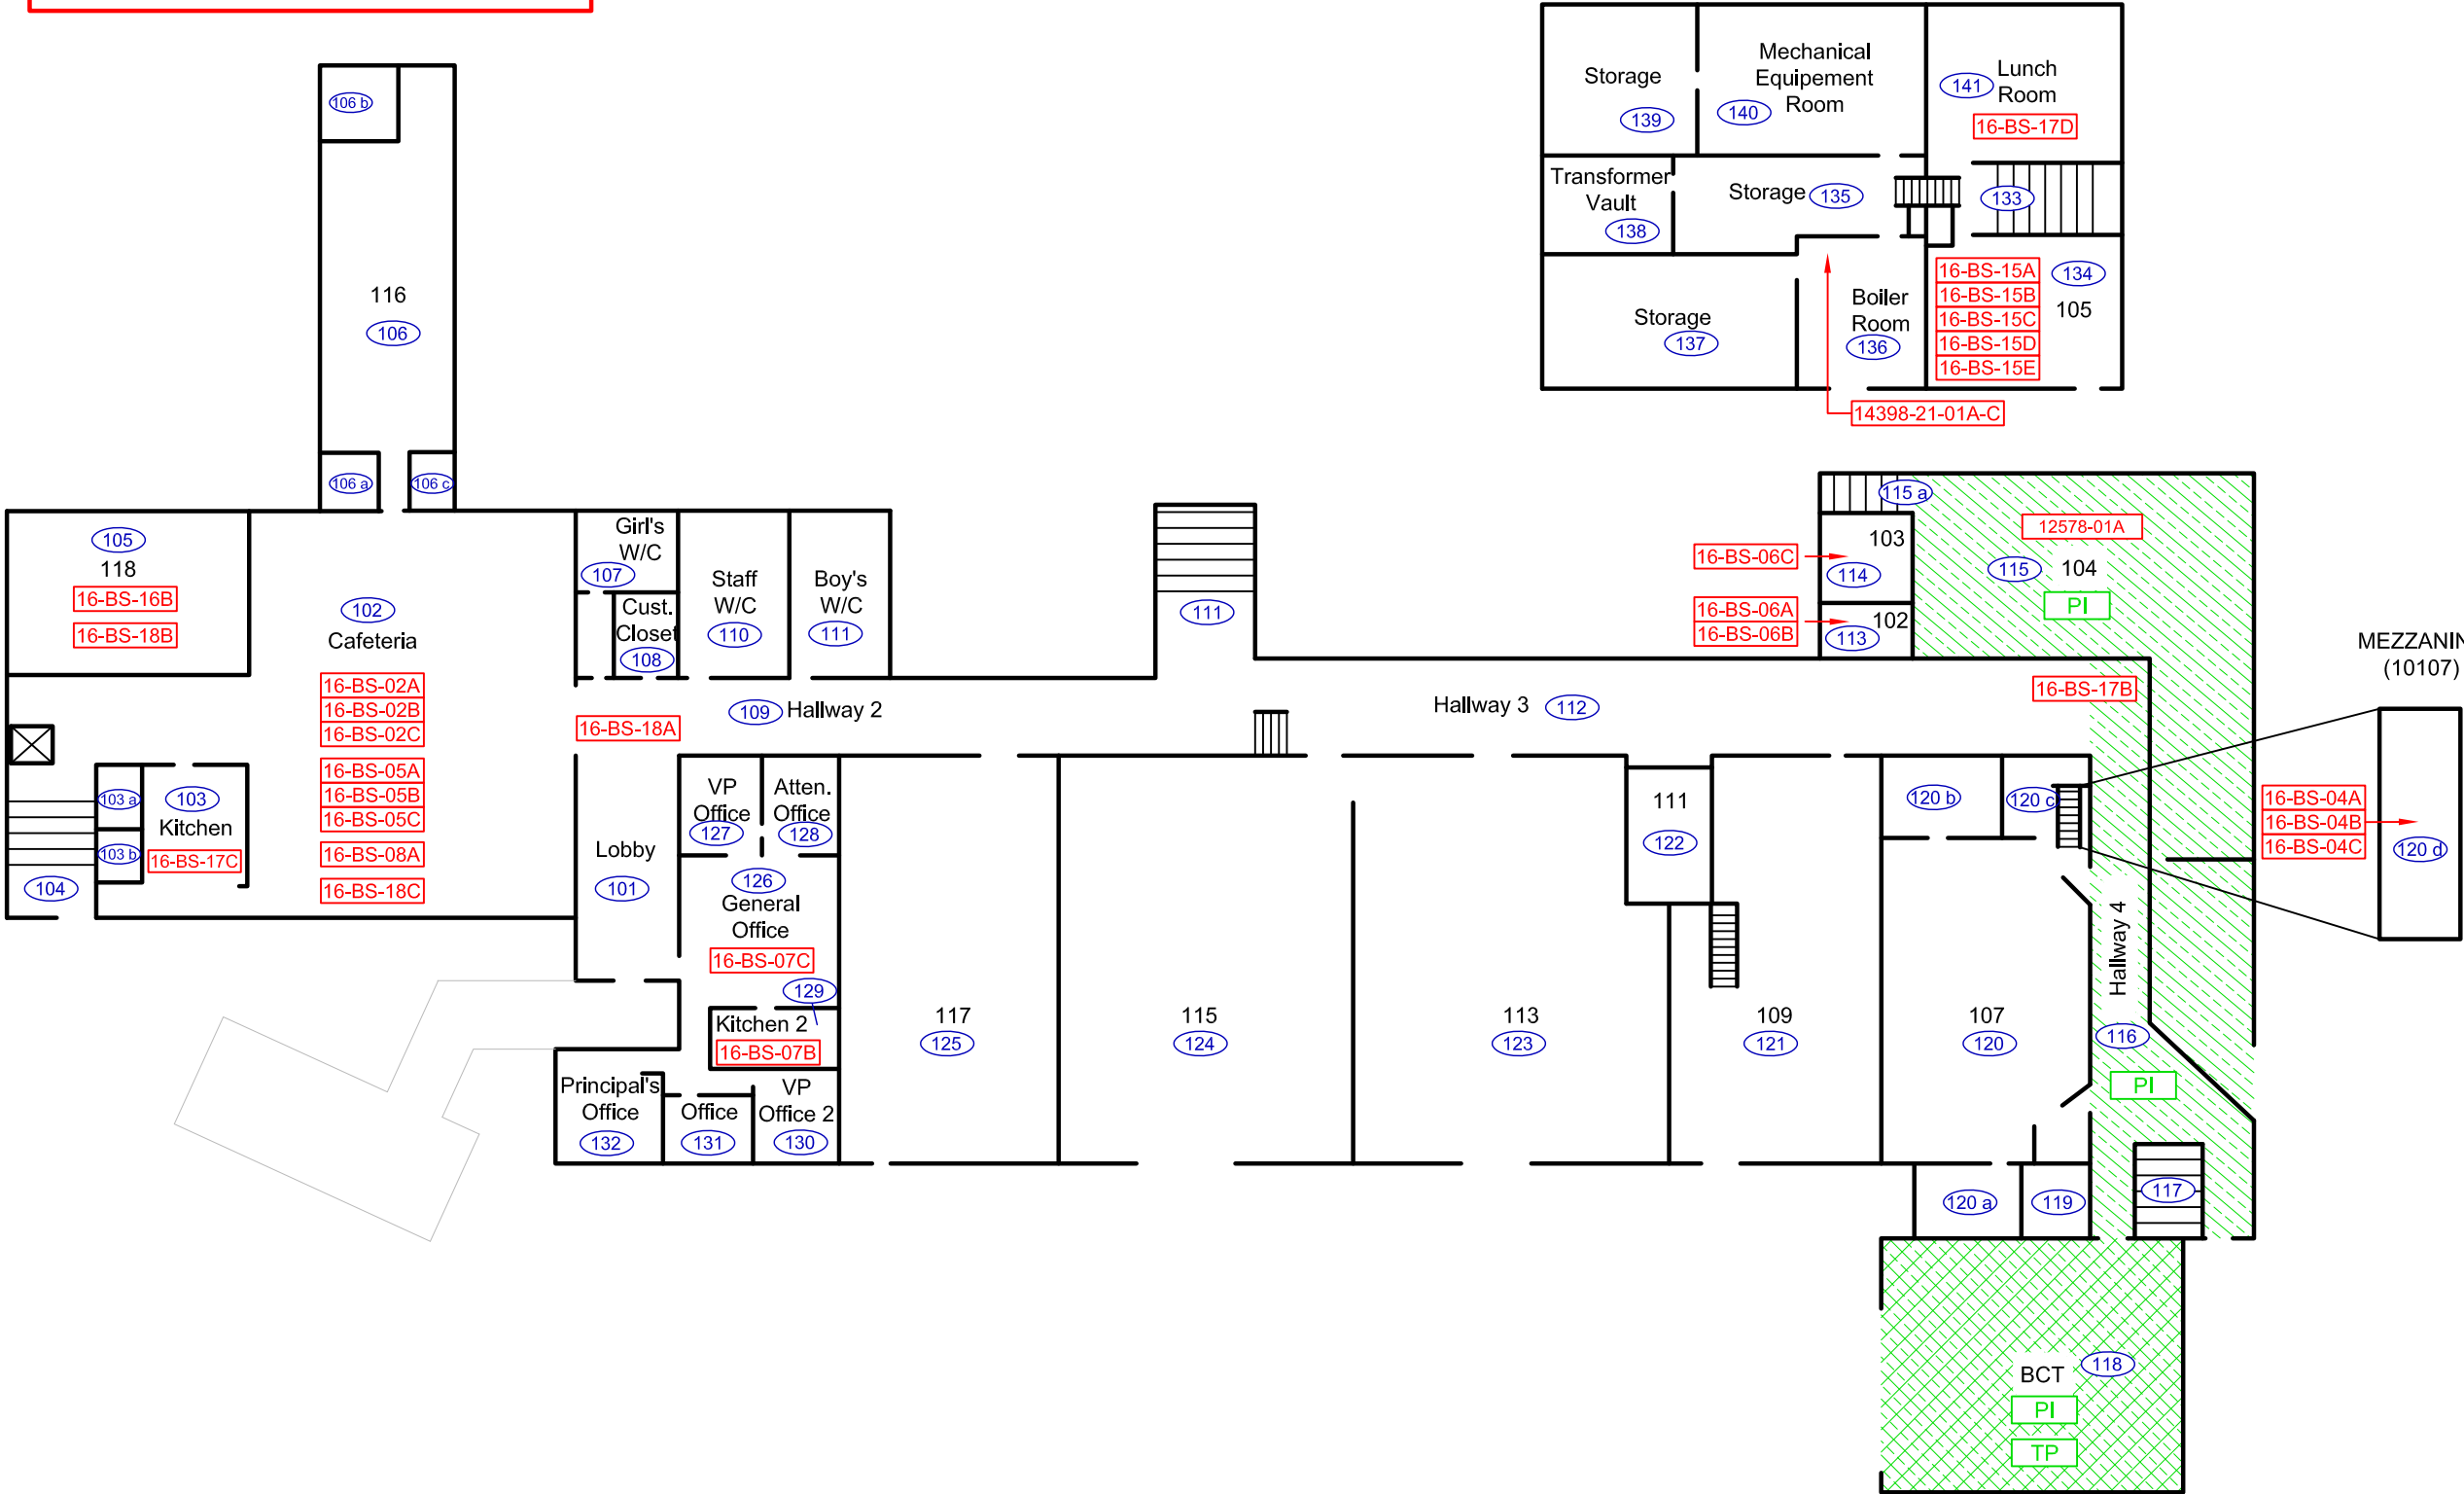 Storage
139
Mechanical
Equipement
Room
140
Lunch
Room
141
16-BS-17D
Transformer
Vault
138
Storage
135
133
Storage
137
Boiler
Room
136
16-BS-15A
16-BS-15B
16-BS-15C
16-BS-15D
16-BS-15E
134
105
14398-21-01A-C
106 b
116
106
106 a
106 c
105
118
16-BS-16B
16-BS-18B
102
Cafeteria
16-BS-02A
16-BS-02B
16-BS-02C
16-BS-05A
16-BS-05B
16-BS-05C
16-BS-08A
16-BS-18C
103 a
103 b
103
Kitchen
16-BS-17C
104
Girl's
W/C
107
Cust.
Closet
108
Staff
W/C
110
Boy's
W/C
111
109
Hallway 2
16-BS-18A
111
Hallway 3
112
16-BS-17B
115 a
103
114
16-BS-06C
102
113
16-BS-06A
16-BS-06B
12578-01A
115
104
PI
MEZZANIN
(10107)
16-BS-04A
16-BS-04B
16-BS-04C
120 d
Lobby
101
VP
Office
127
Atten.
Office
128
126
General
Office
16-BS-07C
129
Kitchen 2
16-BS-07B
Principal's
Office
132
Office
131
VP
Office 2
130
117
125
115
124
113
123
111
122
109
121
107
120
120 b
120 c
Hallway 4
116
PI
120 a
119
117
BCT
118
PI
TP